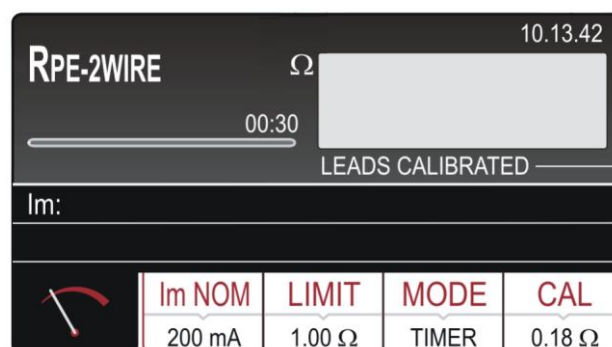 10.13.42
RPE-2WIRE
Ω
00:30
LEADS CALIBRATED
Im:
Im NOM LIMIT MODE CAL
200 mA 1.00 Ω TIMER 0.18 Ω